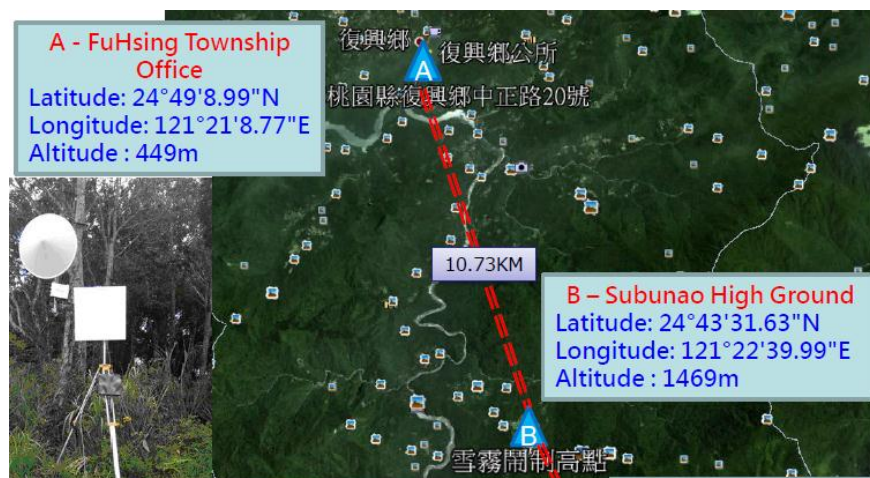 A - FuHsing Township
Office
Latitude: 24°49'8.99"N
Longitude: 121°21'8.77"E
Altitude : 449m
復興鄉
復興鄉公所
A
桃園縣復興鄉中正路20號
10.73KM
B – Subunao High Ground
Latitude: 24°43'31.63"N
Longitude: 121°22'39.99"E
Altitude : 1469m
B
雪霧鬧制高點